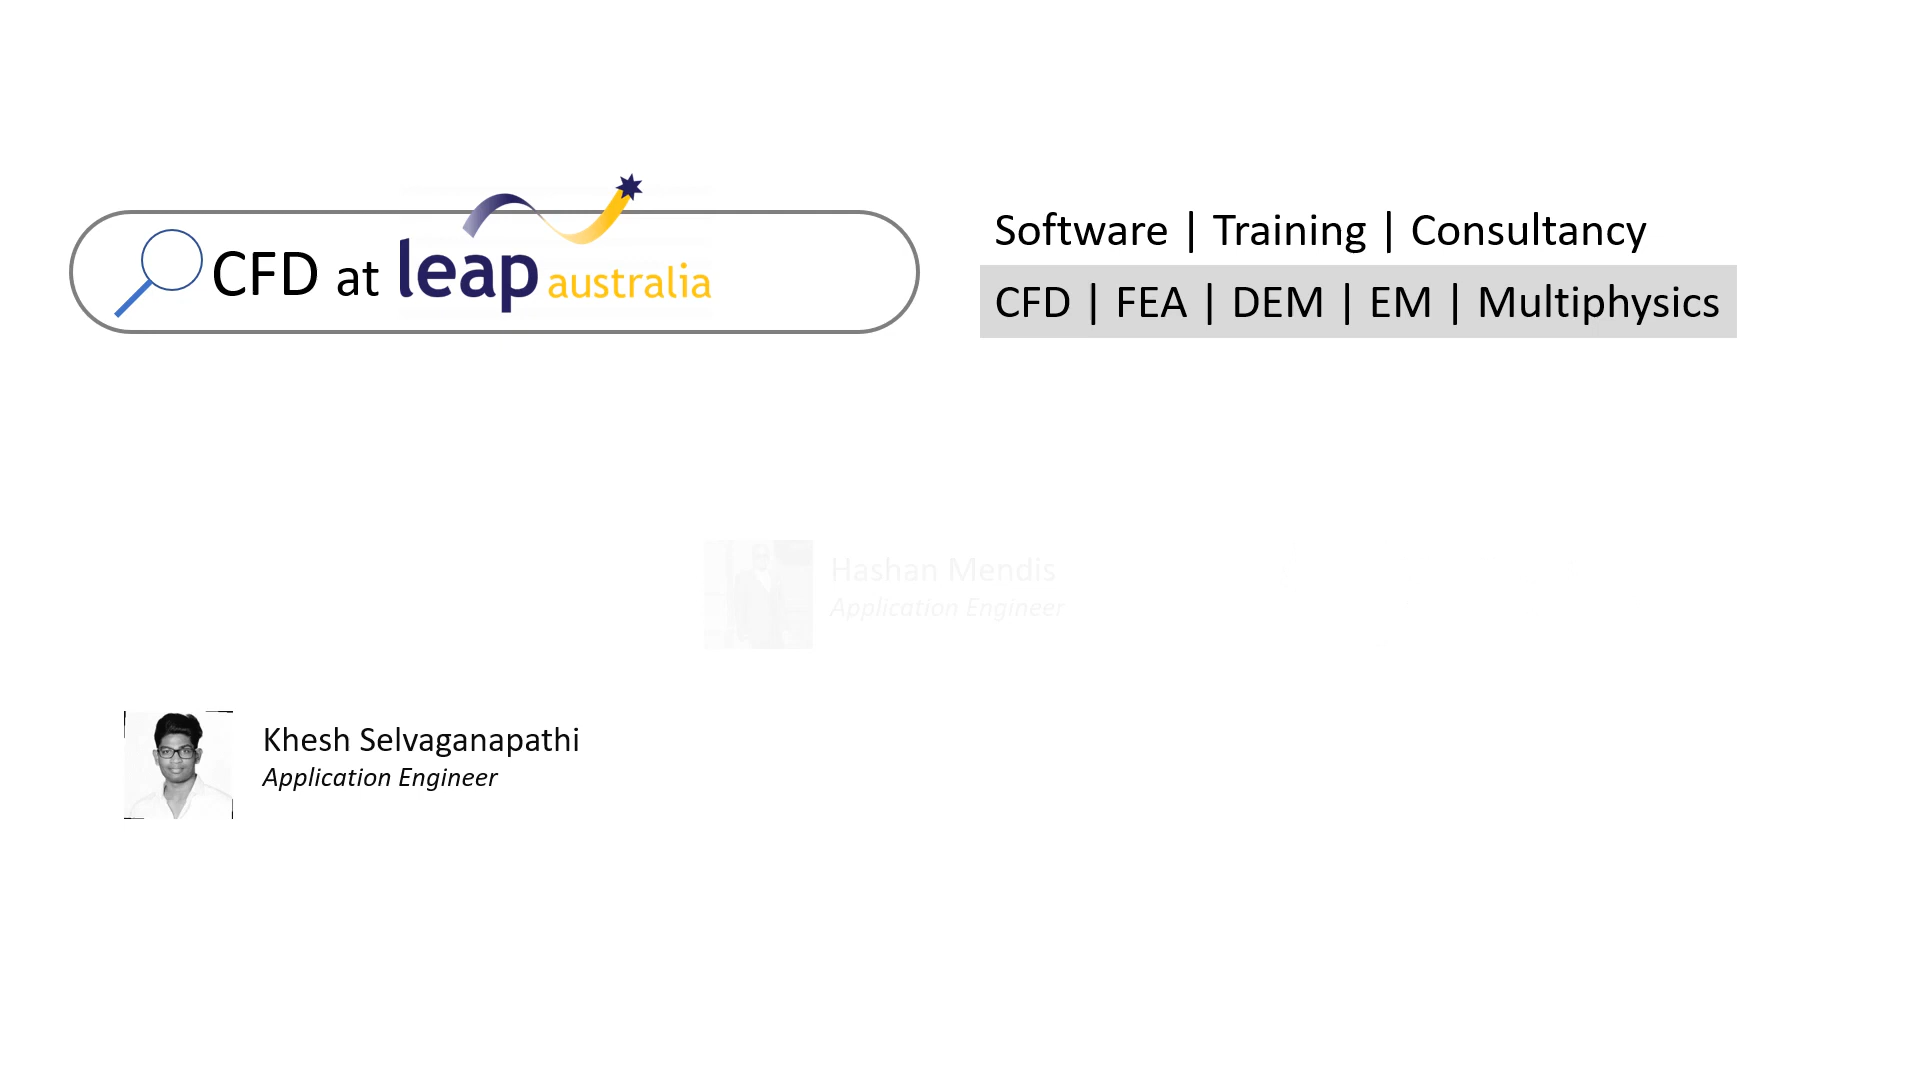 CFD at leap australia
Software | Training | Consultancy
CFD | FEA | DEM | EM | Multiphysics
Hashan Mendis
Application Engineer
Khesh Selvaganapathi
Application Engineer